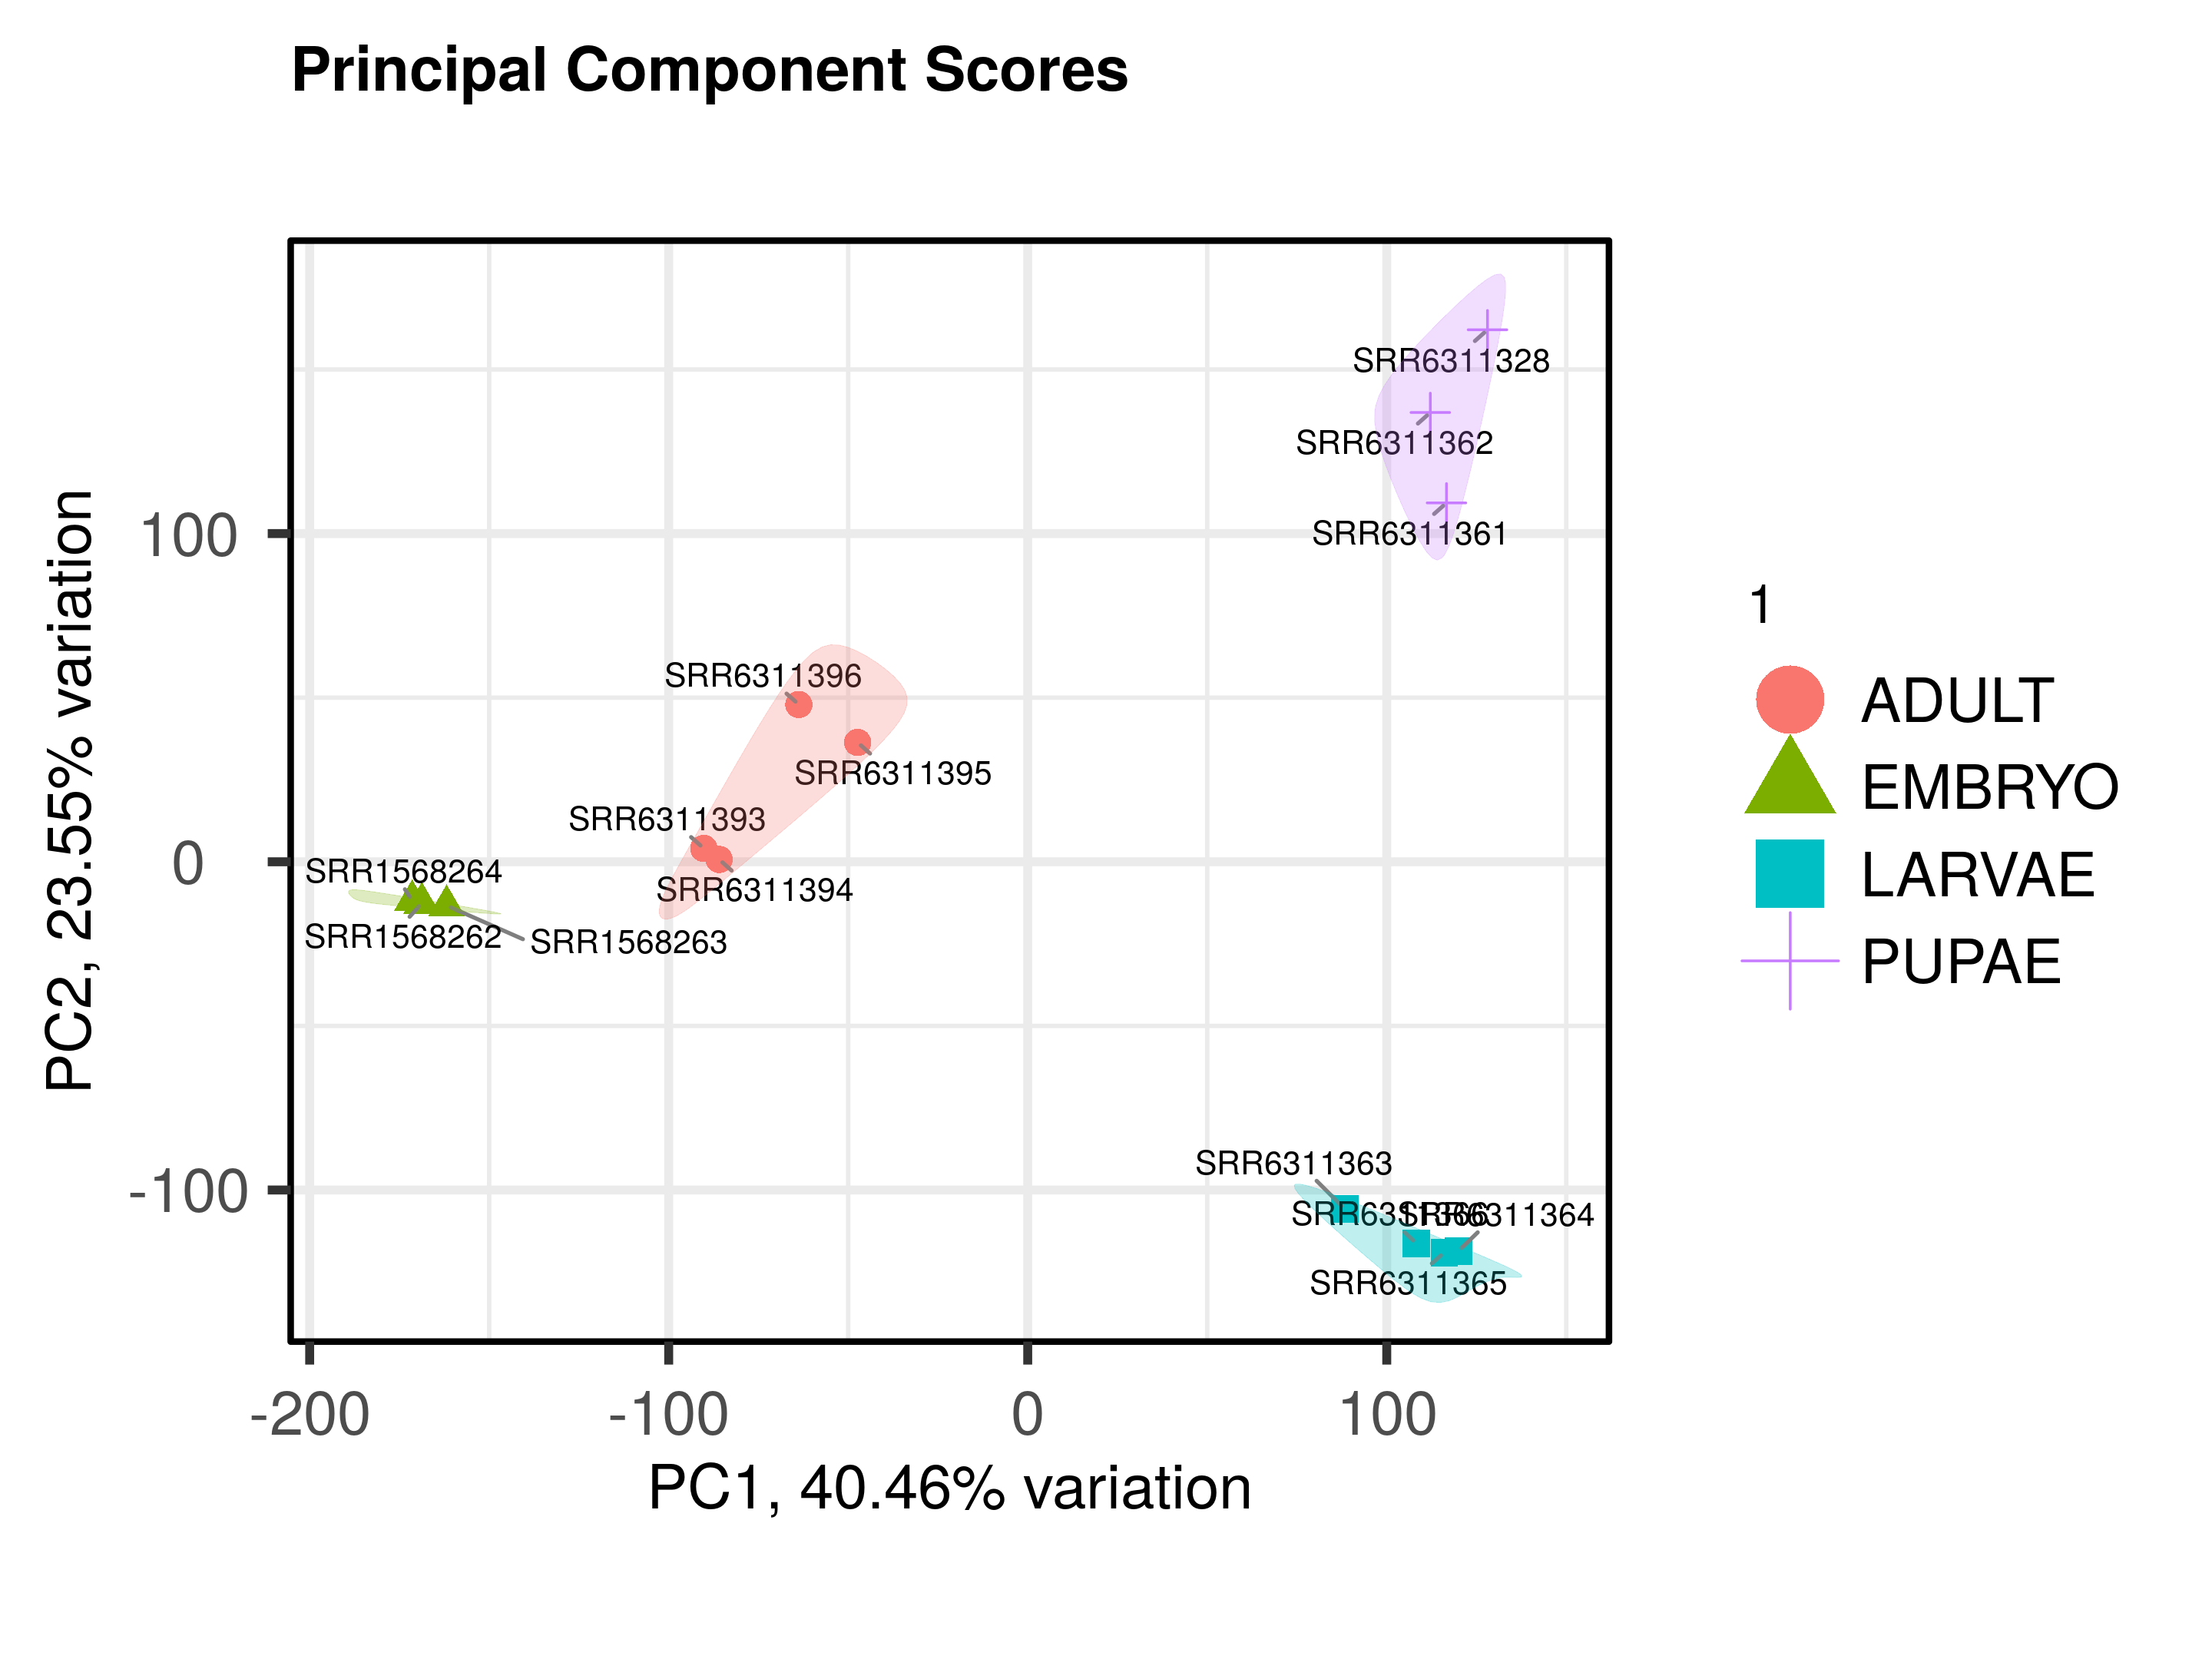 Principal Component Scores
PC2, 23.55% variation
100
0
-100
SRR6311328
SRR6311362
SRR6311361
SRR6311396
SRR6311395
SRR6311393
SRR6311394
SRR1568264
SRR1568262
SRR1568263
SRR6311363
SRR6311366
SRR6311364
SRR6311365
-200
-100
0
100
PC1, 40.46% variation
1
ADULT
EMBRYO
LARVAE
PUPAE